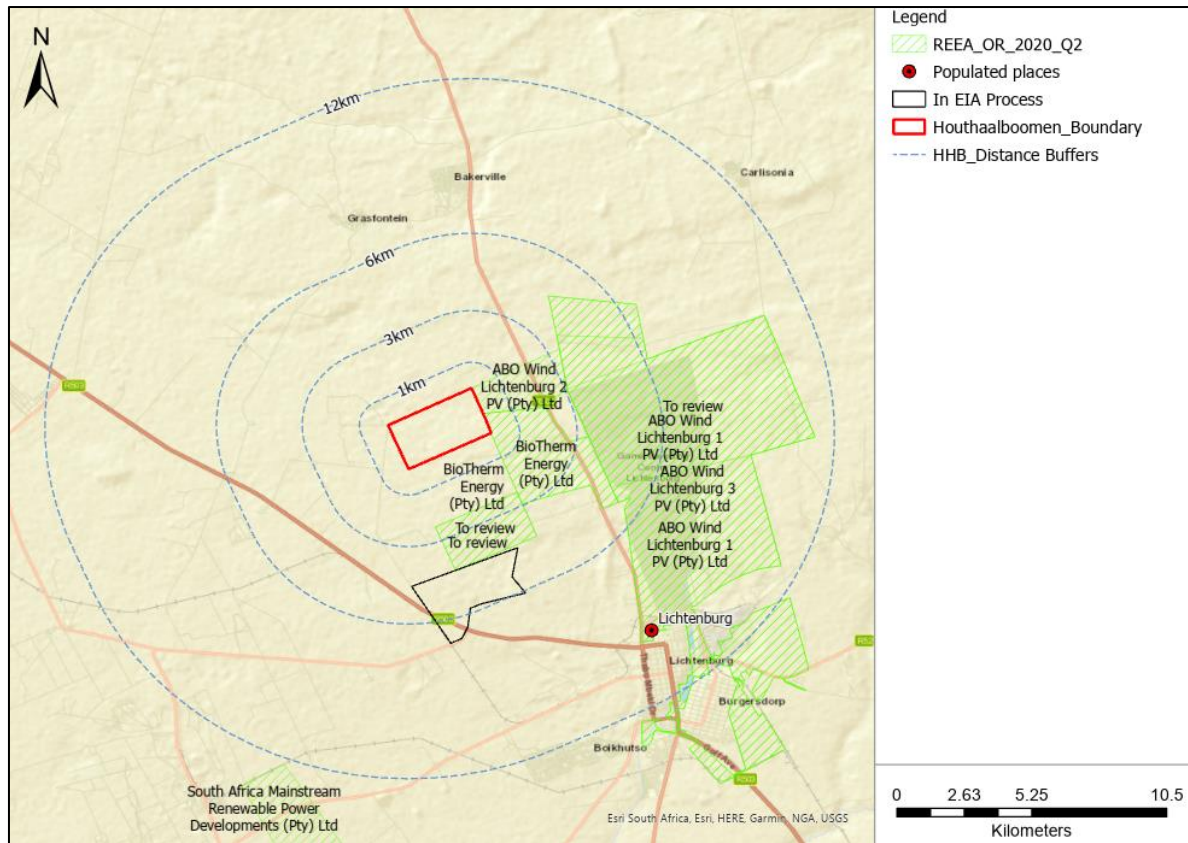 N
12km
Bakerville
Carlisonia
Grasfontein
6km
3km
1km
R503
ABO Wind
Lichtenburg 2
PV (Pty) Ltd
BioTherm
Energy
(Pty) Ltd
BioTherm
Energy
(Pty) Ltd
To review
To review
To review
ABO Wind
Lichtenburg 1
PV (Pty) Ltd
ABO Wind
Lichtenburg 3
PV (Pty) Ltd
ABO Wind
Lichtenburg 1
PV (Pty) Ltd
Lichtenburg
Lichtenburg
Burgersdorp
Boikhutso
South Africa Mainstream
Renewable Power
Developments (Pty) Ltd
Esri South Africa, Esri, HERE, Garmin, NGA, USGS
Legend
REEA_OR_2020_Q2
Populated places
In EIA Process
Houthaalboomen_Boundary
HHB_Distance Buffers
0 2.63 5.25 10.5
Kilometers